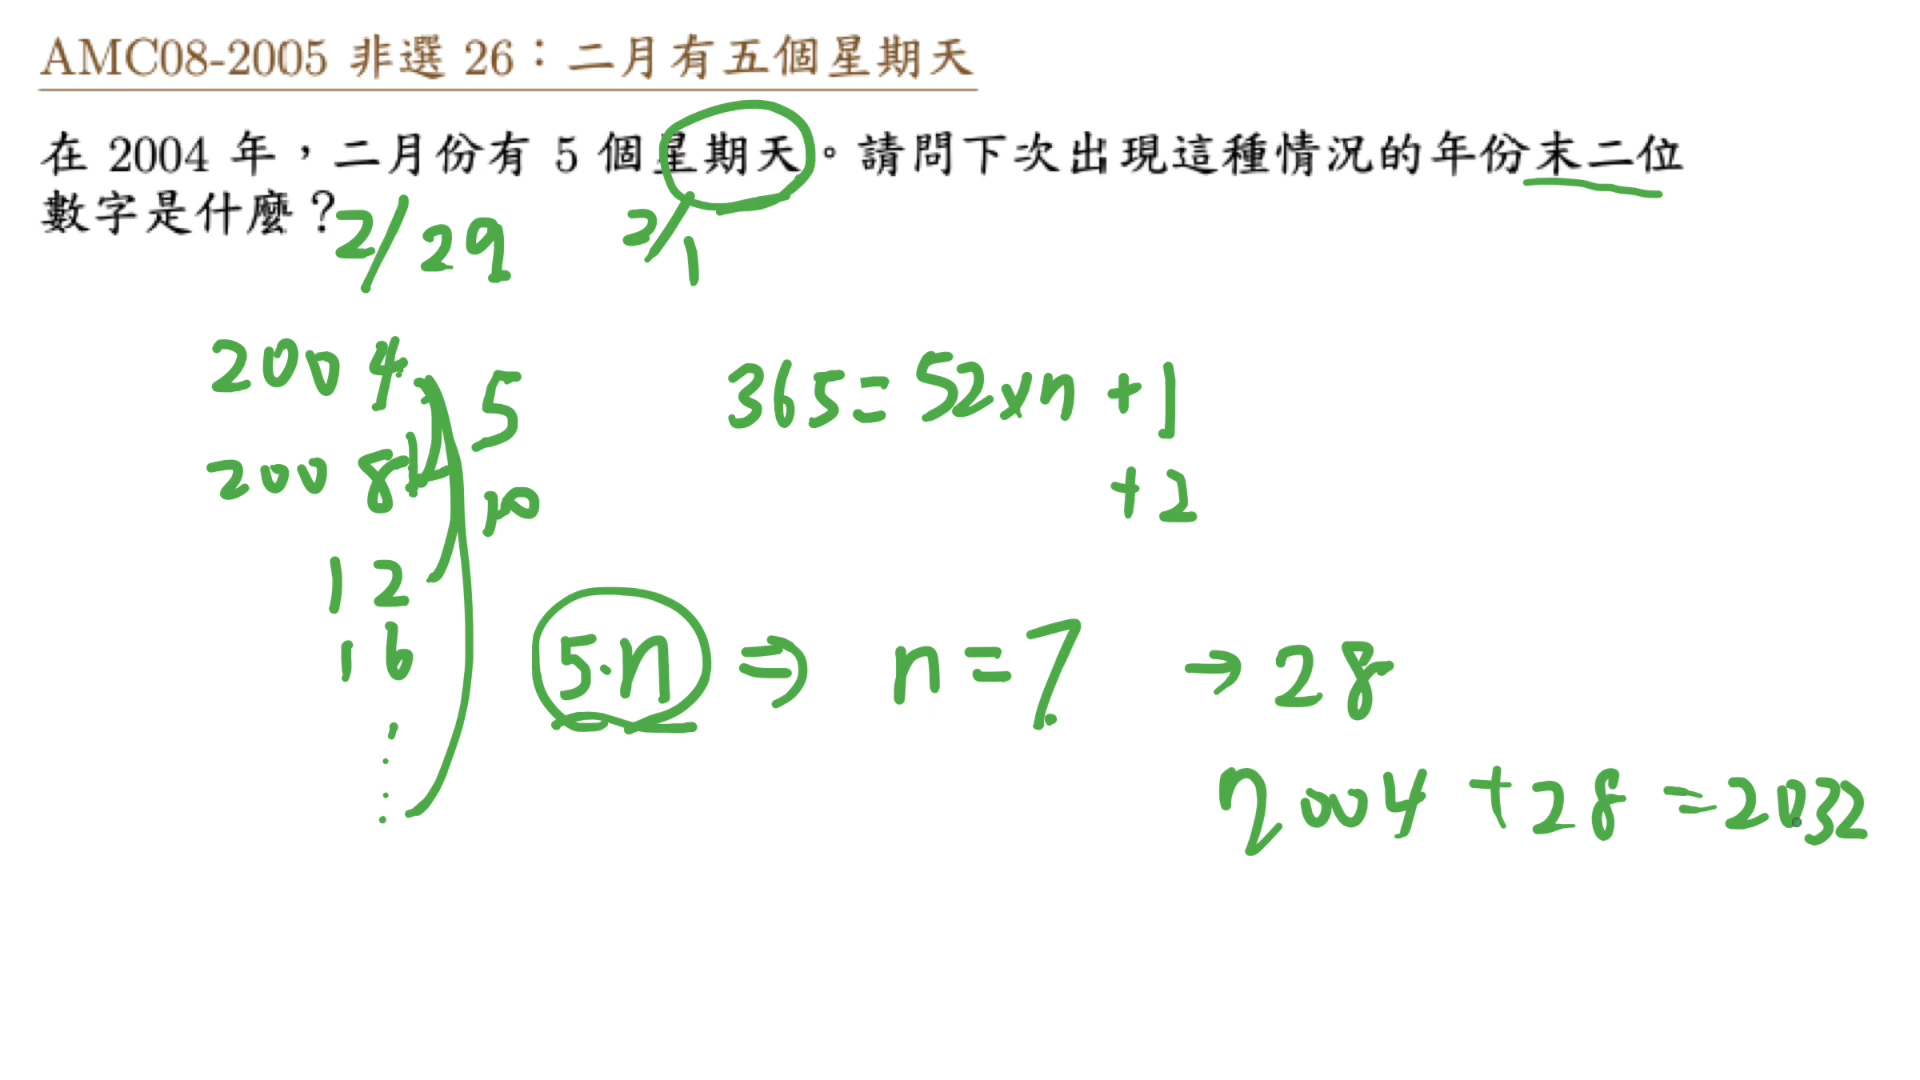 AMC08-2005 非選 26：二月有五個星期天
在 2004 年，二月份有 5 個星期天。請問下次出現這種情況的年份末二位
數字是什麼？
2/29 2/1
2004 5 365=52×n+1
2008 10 +2
12
16 5·n ⇒ n=7 → 28
2004+28=2032